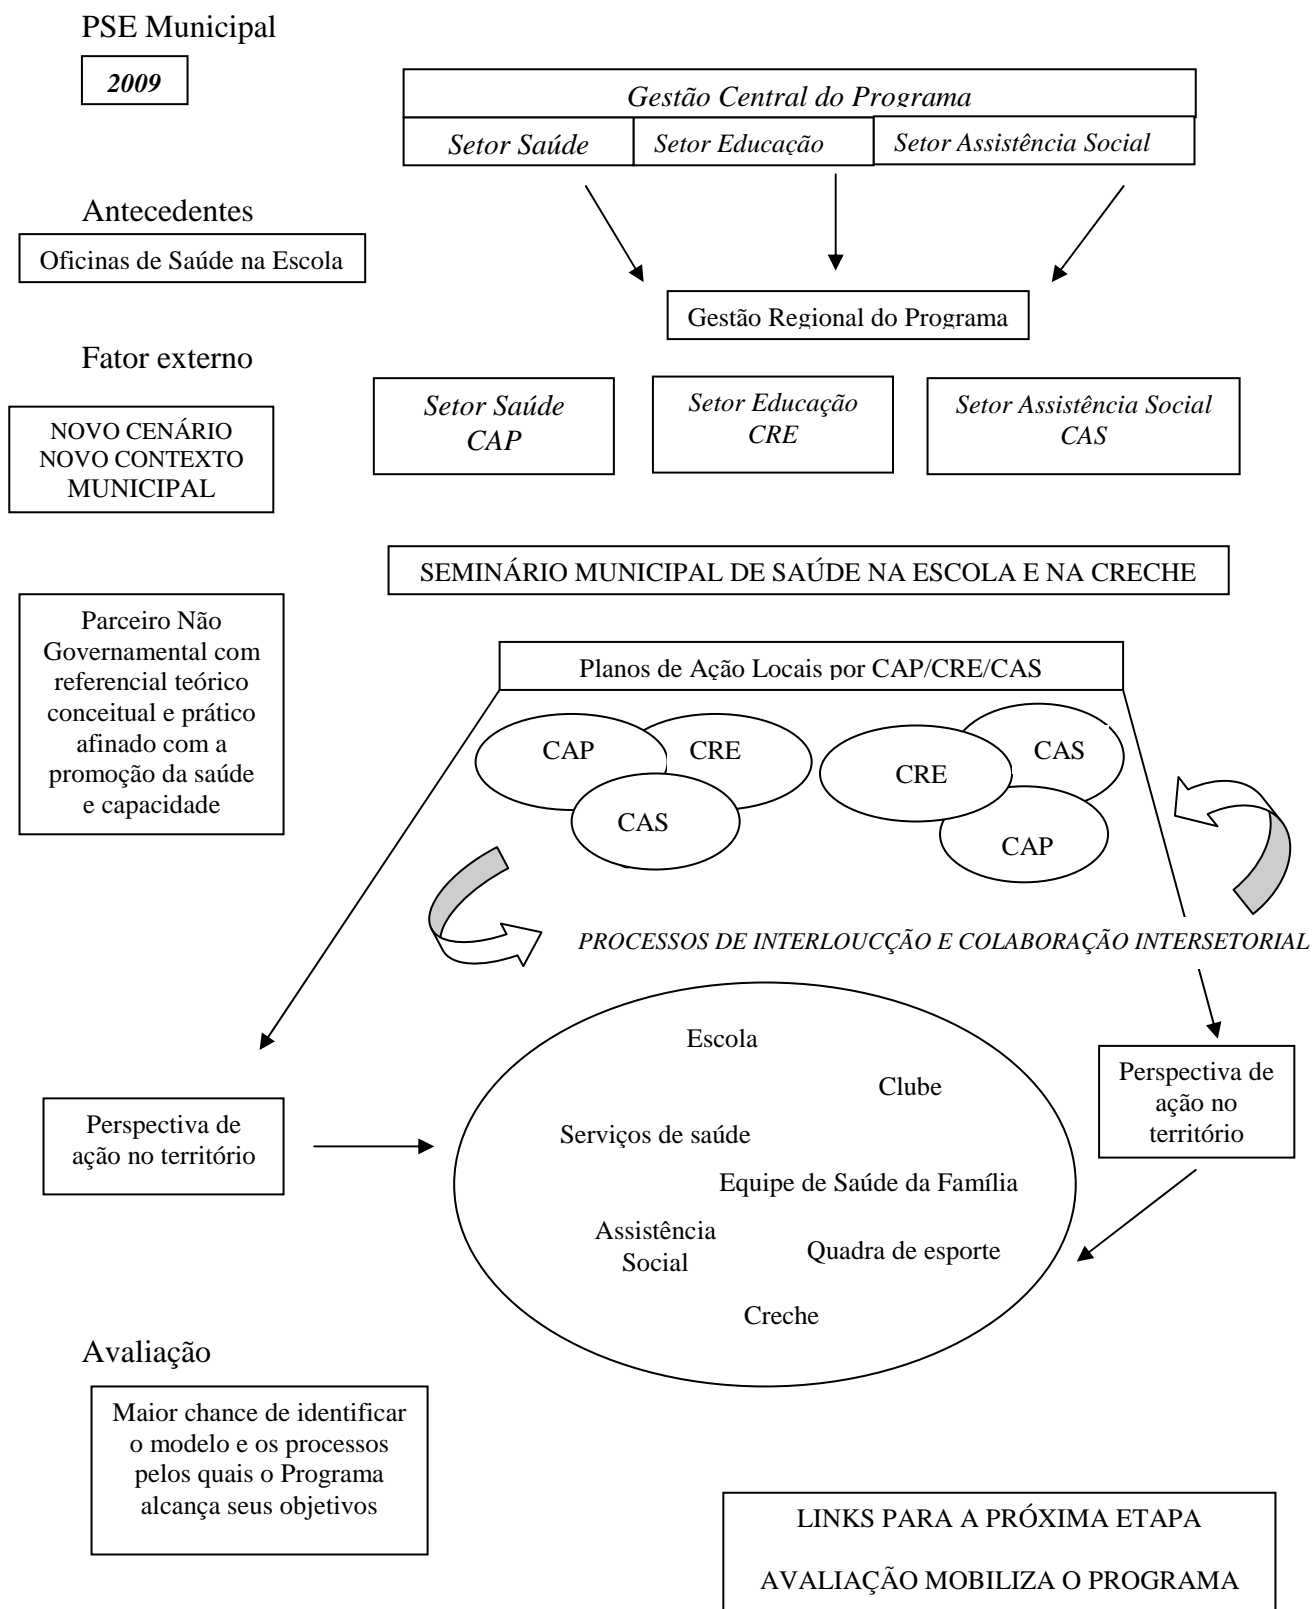 PSE Municipal
2009
Gestão Central do Programa
Setor Saúde
Setor Educação
Setor Assistência Social
Antecedentes
Oficinas de Saúde na Escola
Gestão Regional do Programa
Fator externo
Setor Saúde
CAP
Setor Educação
CRE
Setor Assistência Social
CAS
NOVO CENÁRIO
NOVO CONTEXTO
MUNICIPAL
SEMINÁRIO MUNICIPAL DE SAÚDE NA ESCOLA E NA CRECHE
Parceiro Não
Governamental com
referencial teórico
conceitual e prático
afinado com a
promoção da saúde
e capacidade
Planos de Ação Locais por CAP/CRE/CAS
CAP
CRE
CAS
CRE
CAS
CAP
PROCESSOS DE INTERLOUCÇÃO E COLABORAÇÃO INTERSETORIAL
Escola
Clube
Serviços de saúde
Equipe de Saúde da Família
Assistência
Social
Quadra de esporte
Creche
Perspectiva de
ação no território
Perspectiva de
ação no
território
Avaliação
Maior chance de identificar
o modelo e os processos
pelos quais o Programa
alcança seus objetivos
LINKS PARA A PRÓXIMA ETAPA
AVALIAÇÃO MOBILIZA O PROGRAMA